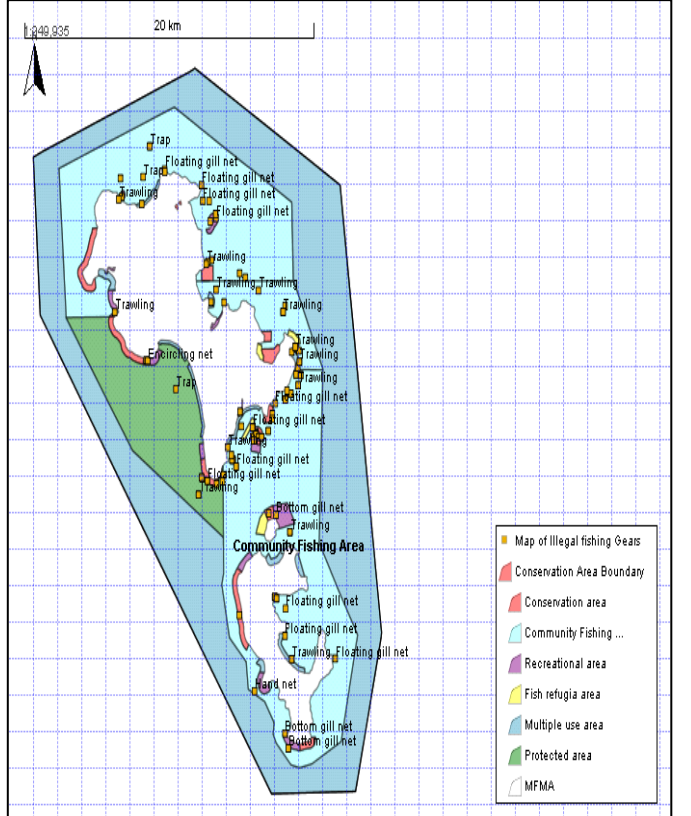 1:349,935
20 km
Trap
Floating gill net
Trap
Floating gill net
Trawling
Floating gill net
Floating gill net
Trawling
Trawling
Trawling
Trawling
Trawling
Trawling
Encircling net
Trawling
Trawling
Trap
Floating gill net
Floating gill net
Trawling
Floating gill net
Floating gill net
Trawling
Bottom gill net
Trawling
Community Fishing Area
Floating gill net
Floating gill net
Trawling
Floating gill net
Hand net
Bottom gill net
Bottom gill net
Map of Illegal fishing Gears
Conservation Area Boundary
Conservation area
Community Fishing ...
Recreational area
Fish refugia area
Multiple use area
Protected area
MFMA